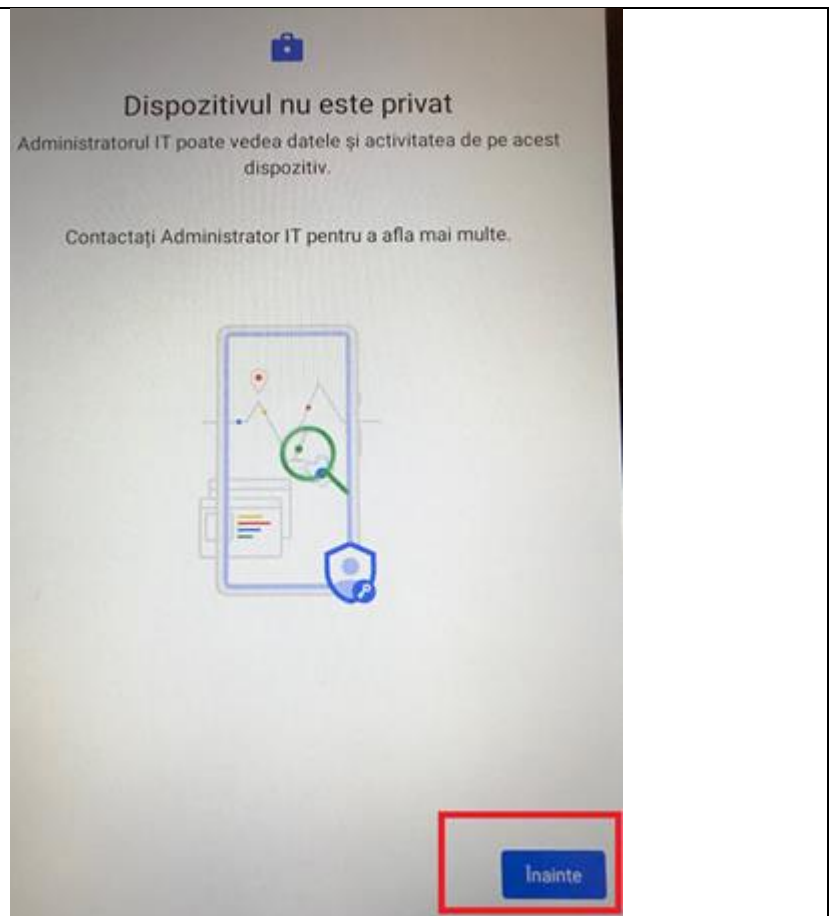 Dispozitivul nu este privat
Administratorul IT poate vedea datele și activitatea de pe acest
dispozitiv.
Contactați Administrator IT pentru a afla mai multe.
Înainte